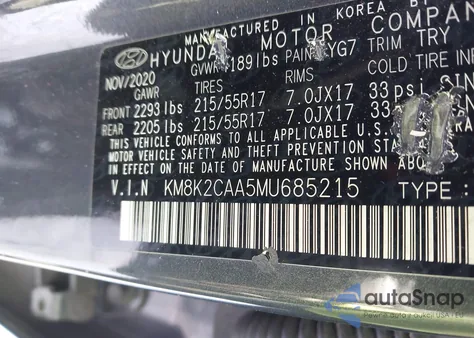 MANUFACTURED IN KOREA BY
HYUNDAI MOTOR COMPANY
NOV/2020 GVWR 4189 lbs PAINT YG7 TRIM TRY
GAWR TIRES RIMS COLD TIRE
FRONT 2293 lbs 215/55R17 7.0JX17 33 psi
REAR 2205 lbs 215/55R17 7.0JX17 33
THIS VEHICLE CONFORMS TO ALL APPLICABLE U.S. FEDERAL
MOTOR VEHICLE SAFETY AND THEFT PREVENTION STANDARDS
IN EFFECT ON THE DATE OF MANUFACTURE SHOWN ABOVE.
V.I.N KM8K2CAA5MU685215 TYPE:
autoSnap